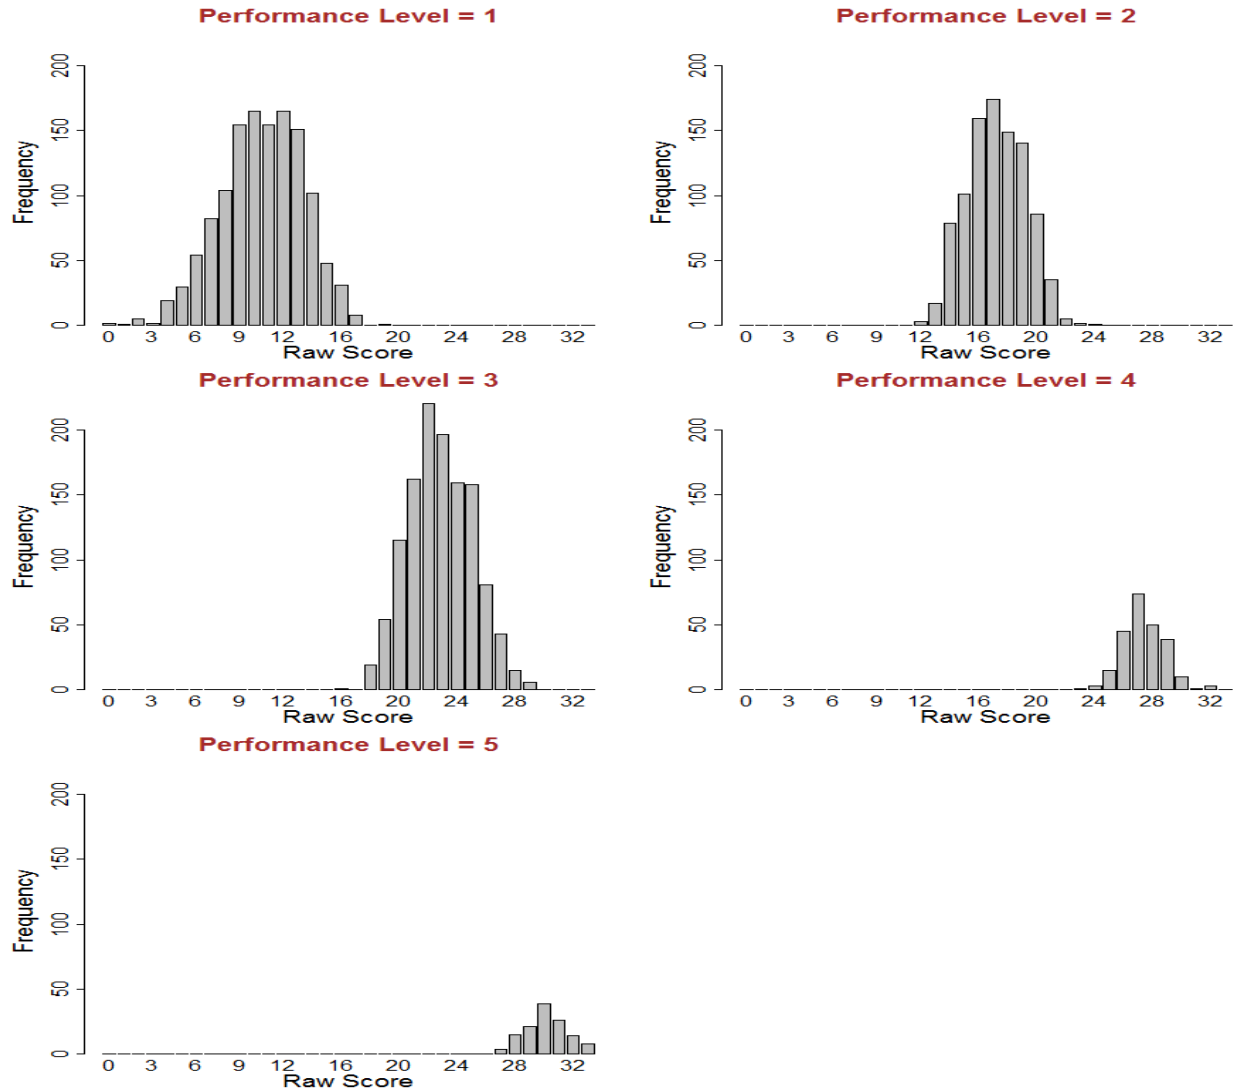 Performance Level = 1
Frequency
0 50 100 150 200
0 3 6 9 12 16 20 24 28 32
Raw Score
Performance Level = 2
Frequency
0 50 100 150 200
0 3 6 9 12 16 20 24 28 32
Raw Score
Performance Level = 3
Frequency
0 50 100 150 200
0 3 6 9 12 16 20 24 28 32
Raw Score
Performance Level = 4
Frequency
0 50 100 150 200
0 3 6 9 12 16 20 24 28 32
Raw Score
Performance Level = 5
Frequency
0 50 100 150 200
0 3 6 9 12 16 20 24 28 32
Raw Score